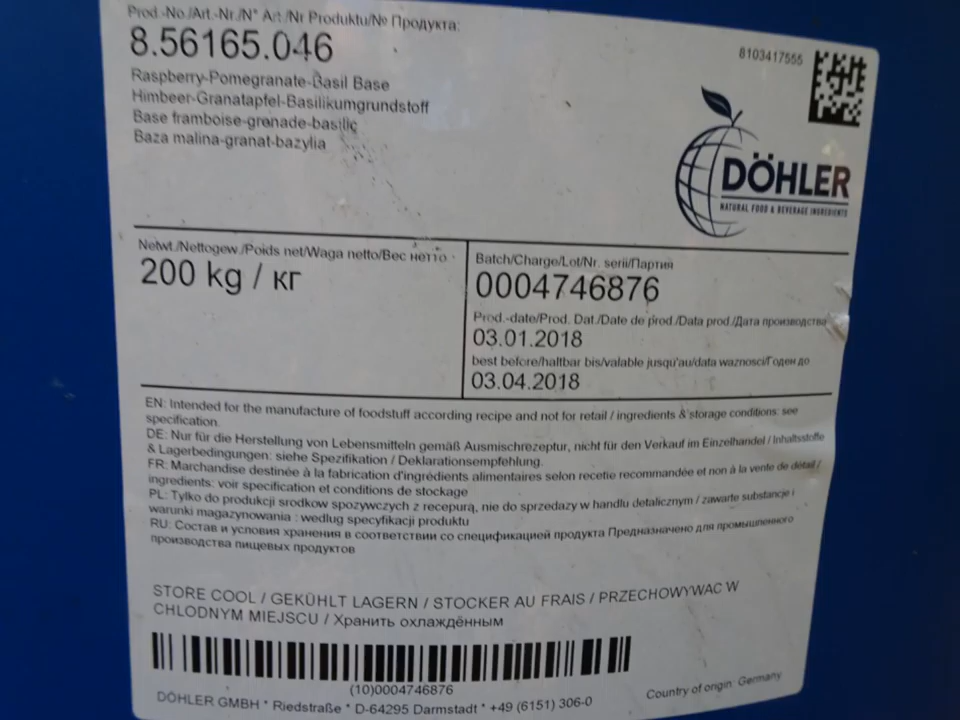 Prod.-No./Art.-Nr./N° Art./Nr Produktu/№ Продукта:
8.56165.046
Raspberry-Pomegranate-Basil Base
Himbeer-Granatapfel-Basilikumgrundstoff
Base framboise-grenade-basilic
Baza malina-granat-bazylia
8103417555
DÖHLER
NATURAL FOOD & BEVERAGE INGREDIENTS
Netwt./Nettogew./Poids net/Waga netto/Вес нетто
200 kg / кг
Batch/Charge/Lot/Nr. serii/Партия
0004746876
Prod.-date/Prod. Dat./Date de prod./Data prod./Дата производства
03.01.2018
best before/haltbar bis/valable jusqu'au/data waznosci/Годен до
03.04.2018
EN: Intended for the manufacture of foodstuff according recipe and not for retail / ingredients & storage conditions: see
specification.
DE: Nur für die Herstellung von Lebensmitteln gemäß Ausmischrezeptur, nicht für den Verkauf im Einzelhandel / Inhaltsstoffe
& Lagerbedingungen: siehe Spezifikation / Deklarationsempfehlung.
FR: Marchandise destinée à la fabrication d'ingrédients alimentaires selon recetie recommandée et non à la vente de détail /
ingredients: voir specification et conditions de stockage
PL: Tylko do produkcji srodkow spozywczych z recepurą, nie do sprzedazy w handlu detalicznym / zawarte substancje i
warunki magazynowania : wedlug specyfikacji produktu
RU: Состав и условия хранения в соответствии со спецификацией продукта Предназначено для промышленного
производства пищевых продуктов
STORE COOL / GEKÜHLT LAGERN / STOCKER AU FRAIS / PRZECHOWYWAC W
CHLODNYM MIEJSCU / Хранить охлаждённым
(10)0004746876
DÖHLER GMBH * Riedstraße * D-64295 Darmstadt * +49 (6151) 306-0
Country of origin: Germany